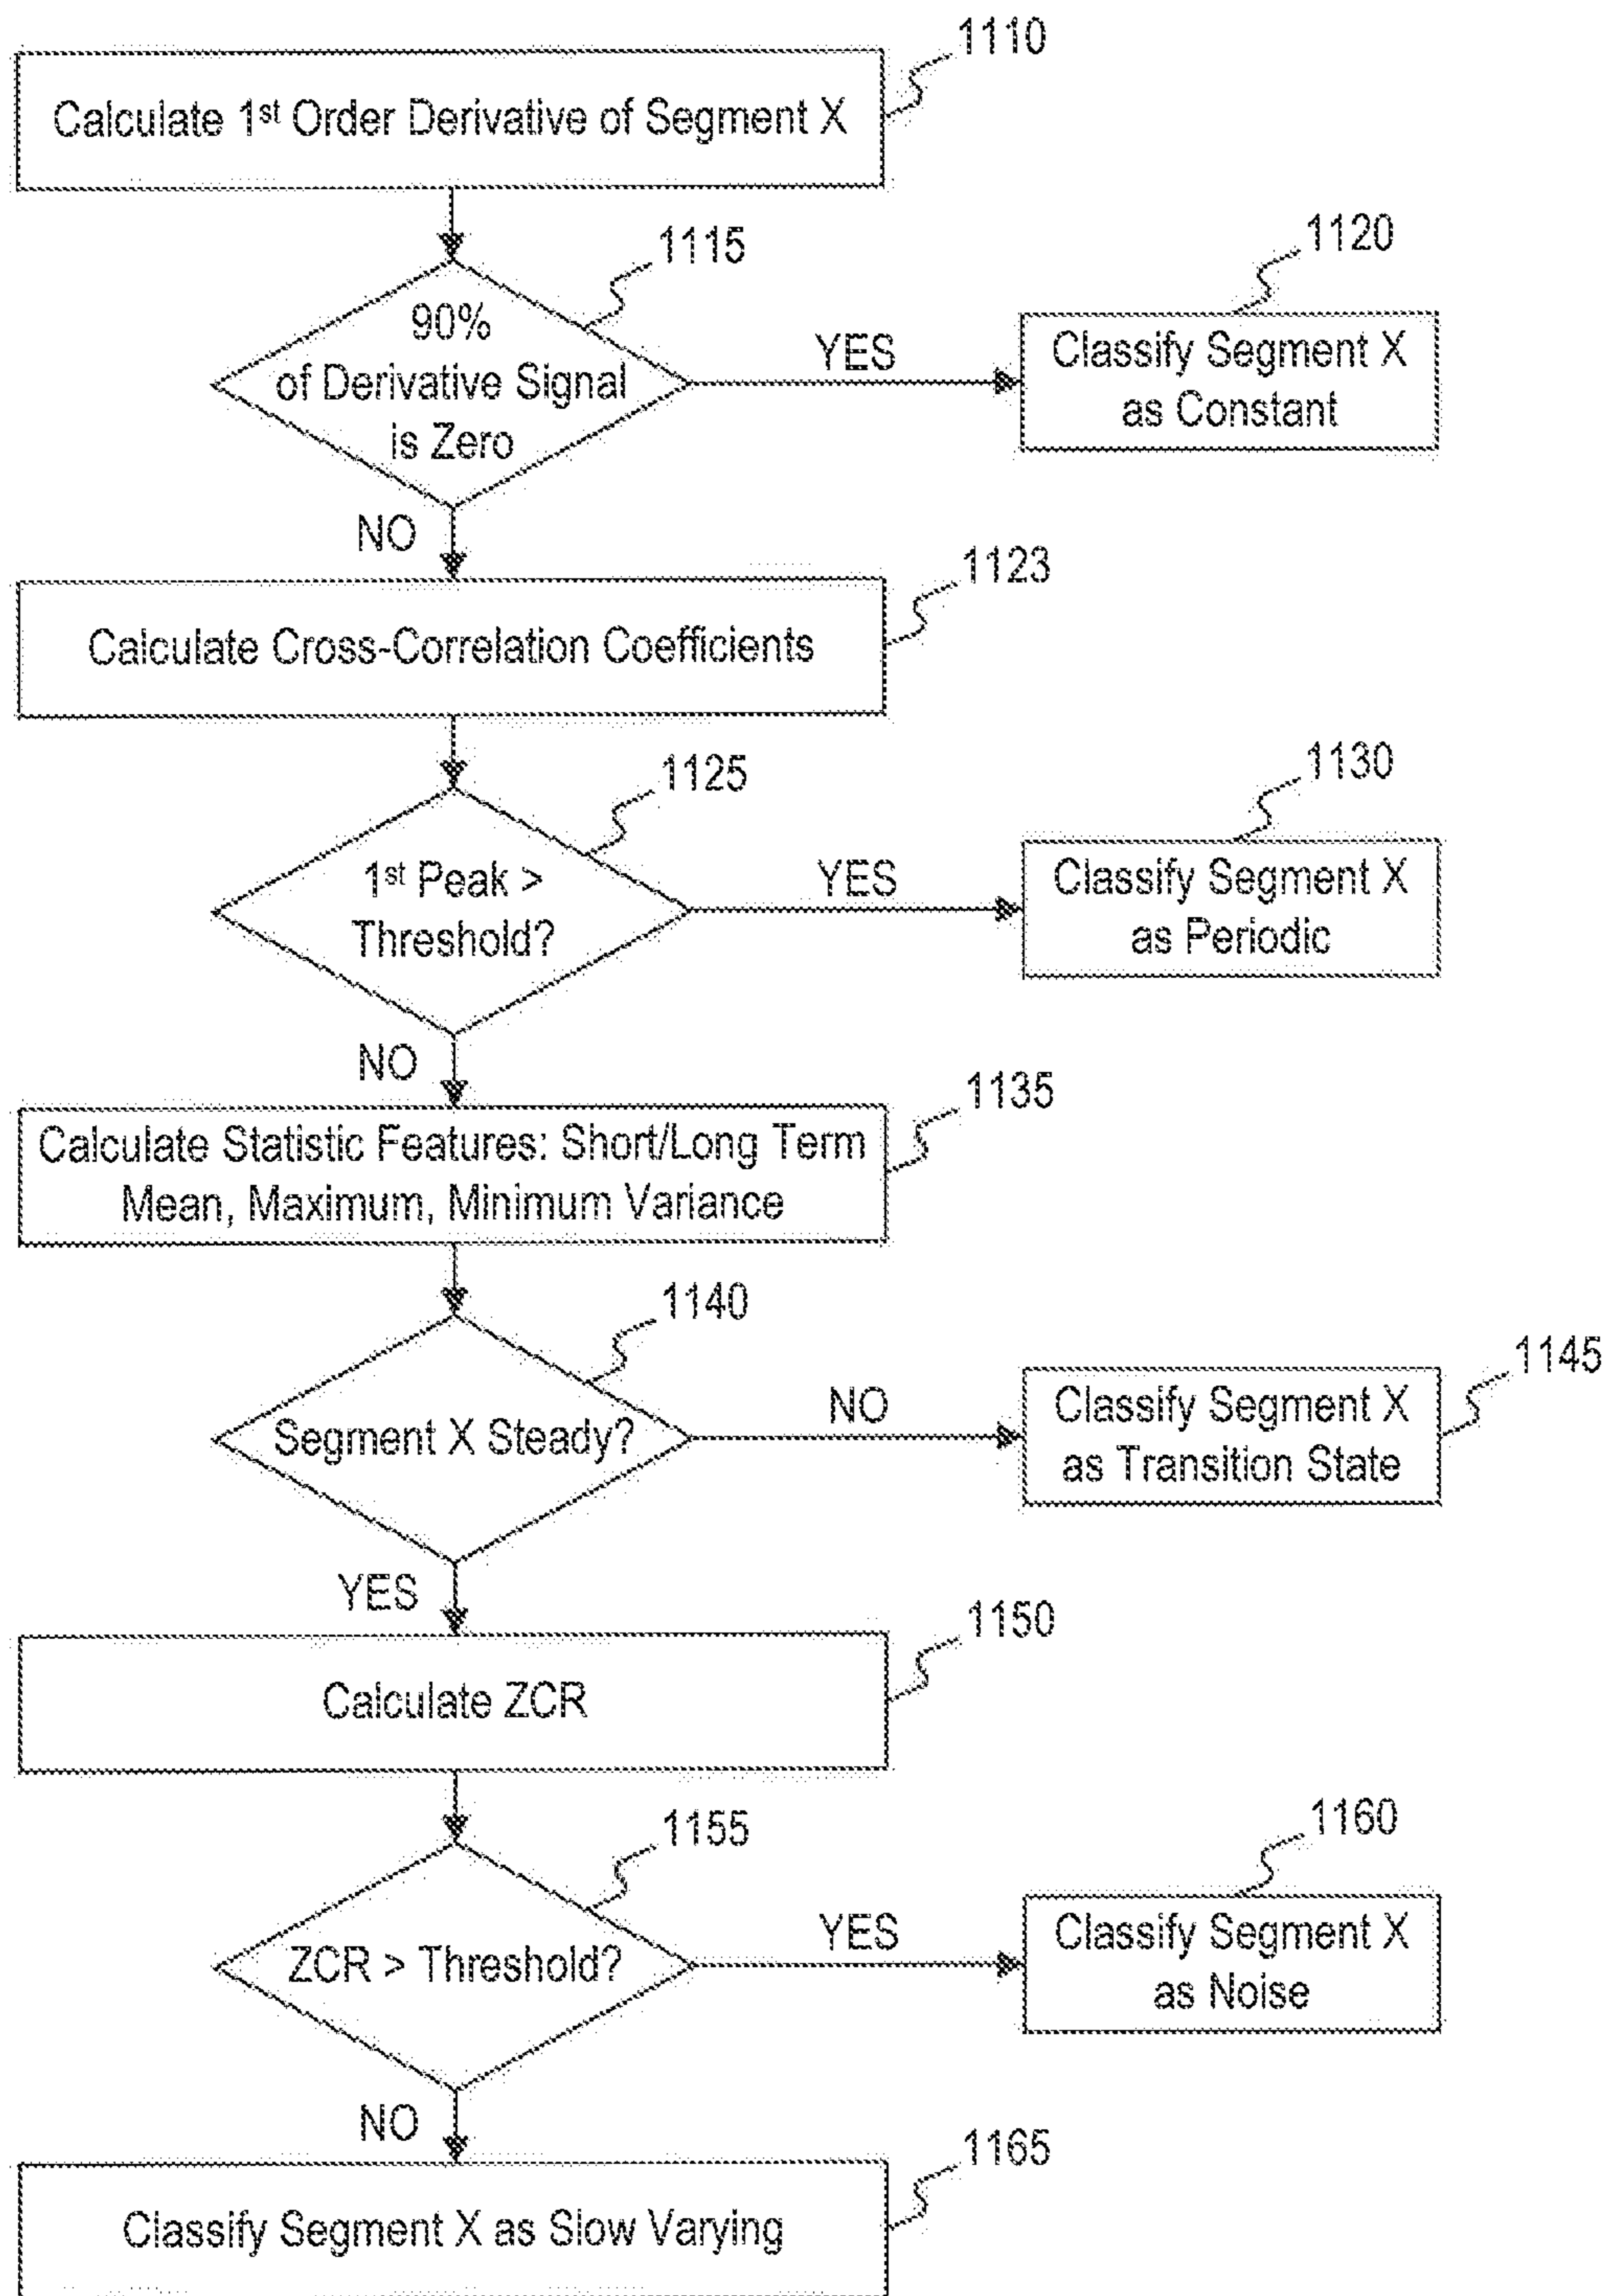 1110
Calculate 1st Order Derivative of Segment X
1115
90%
of Derivative Signal
is Zero
YES
1120
Classify Segment X
as Constant
NO
1123
Calculate Cross-Correlation Coefficients
1125
1st Peak >
Threshold?
YES
1130
Classify Segment X
as Periodic
NO
1135
Calculate Statistic Features: Short/Long Term
Mean, Maximum, Minimum Variance
1140
Segment X Steady?
NO
1145
Classify Segment X
as Transition State
YES
1150
Calculate ZCR
1155
ZCR > Threshold?
YES
1160
Classify Segment X
as Noise
NO
1165
Classify Segment X as Slow Varying